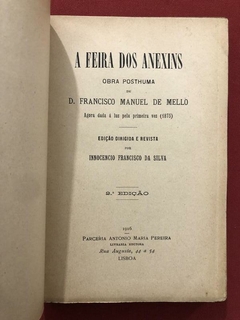 A FEIRA DOS ANEXINS
OBRA POSTHUMA
DE
D. FRANCISCO MANUEL DE MELLO
Agora dada á luz pela primeira vez (1875)
EDIÇÃO DIRIGIDA E REVISTA
POR
INNOCENCIO FRANCISCO DA SILVA
2.ª EDIÇÃO
1916
PARCERIA ANTONIO MARIA PEREIRA
LIVRARIA EDITORA
Rua Augusta, 44 a 54
LISBOA